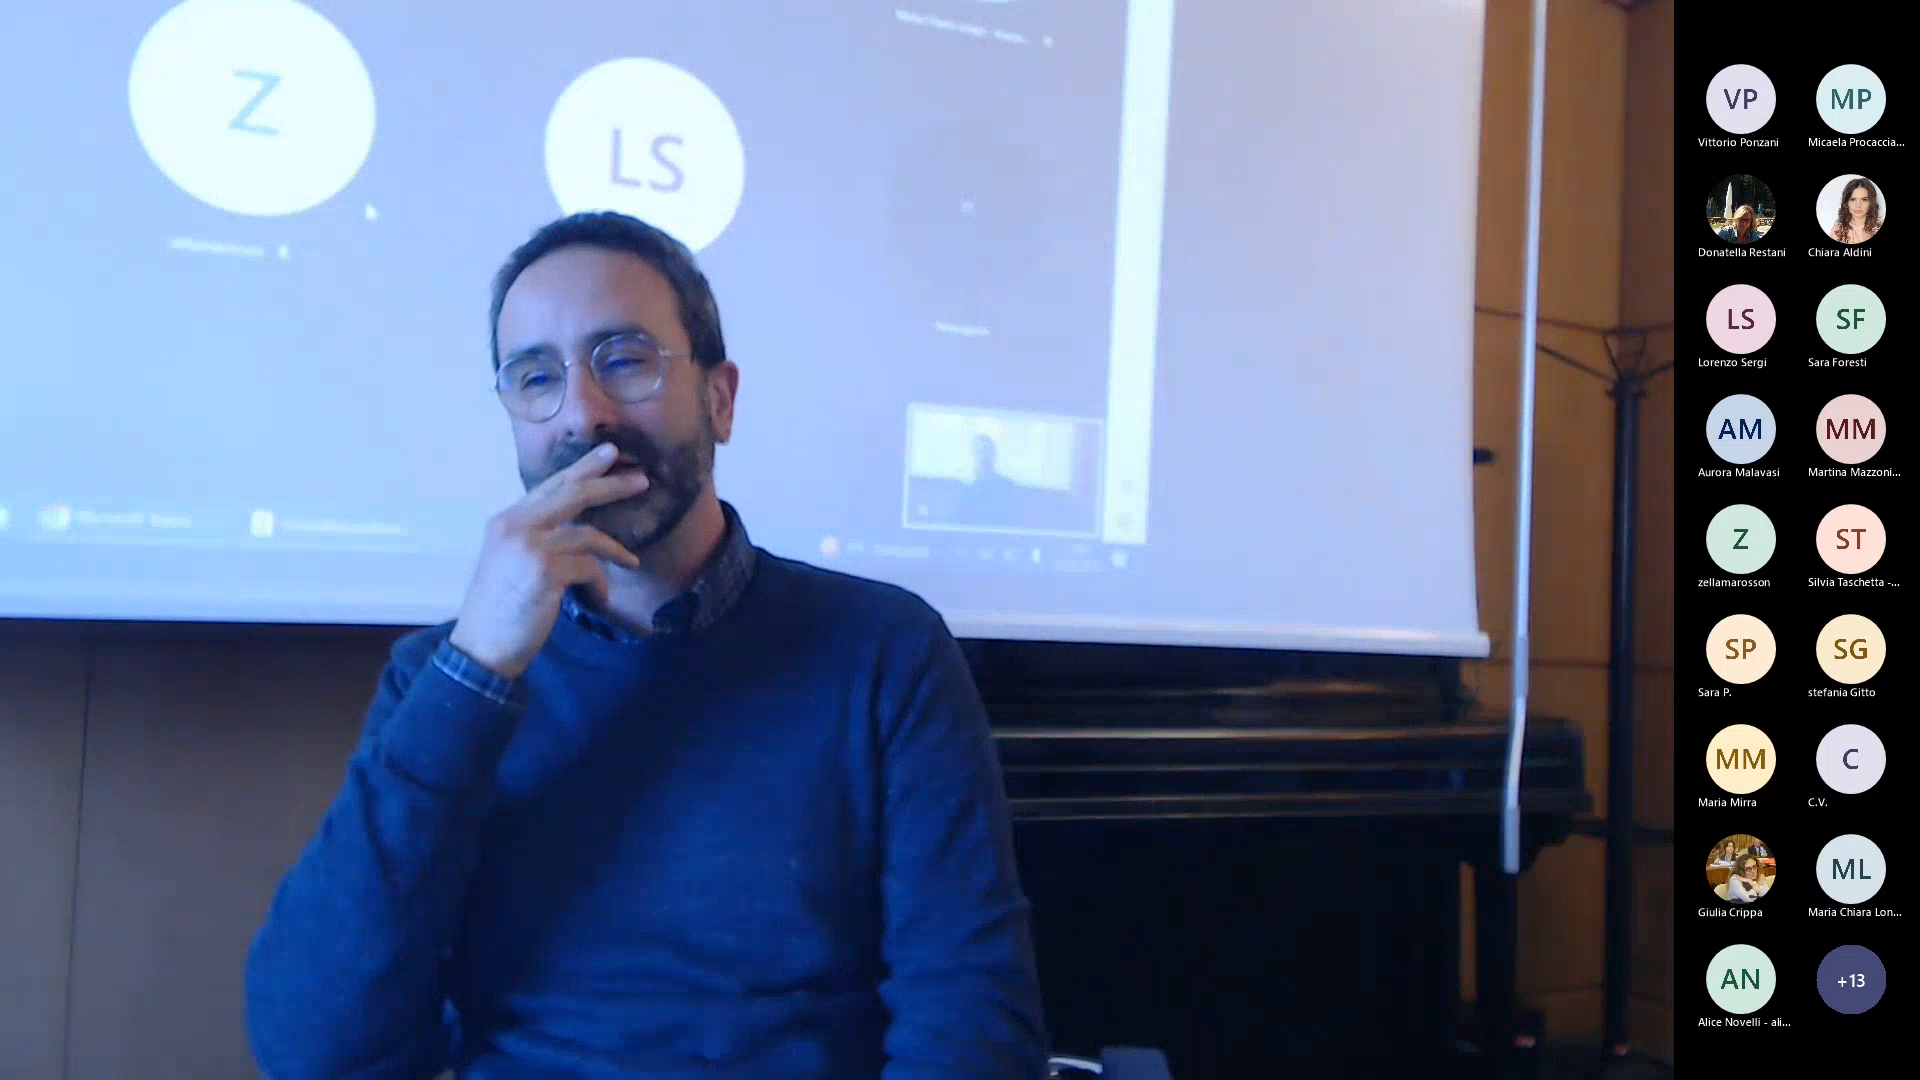 Z
LS
VP
MP
Vittorio Ponzani
Micaela Procaccia...
Donatella Restani
Chiara Aldini
LS
SF
Lorenzo Sergi
Sara Foresti
AM
MM
Aurora Malavasi
Martina Mazzoni...
Z
ST
zellamarosson
Silvia Taschetta -...
SP
SG
Sara P.
stefania Gitto
MM
C
Maria Mirra
C.V.
ML
Giulia Crippa
Maria Chiara Lon...
AN
+13
Alice Novelli - ali...